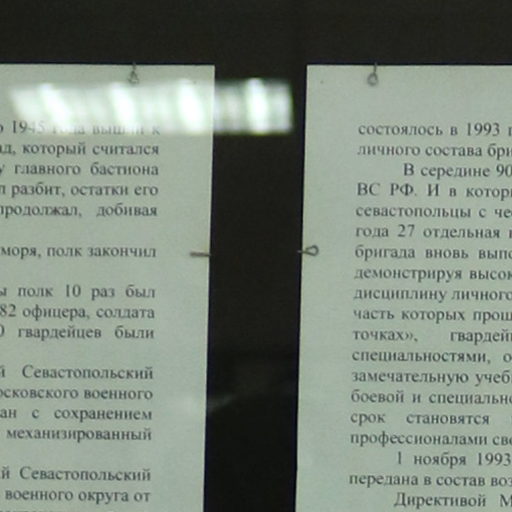 1945 года вышли к
ад, который считался
у главного бастиона
л разбит, остатки его
продолжал, добивая
моря, полк закончил
ы полк 10 раз был
82 офицера, солдата
0 гвардейцев были
й Севастопольский
осковского военного
ан с сохранением
механизированный
й Севастопольский
военного округа от
состоялось в 1993 г
личного состава бри
В середине 90
ВС РФ. И в котор
севастопольцы с че
года 27 отдельная
бригада вновь выпо
демонстрируя высок
дисциплину личного
часть которых прош
точках», гвардей
специальностями, о
замечательную учеб
боевой и специальн
срок становятся
профессионалами све
1 ноября 1993
передана в состав воз
Директивой М